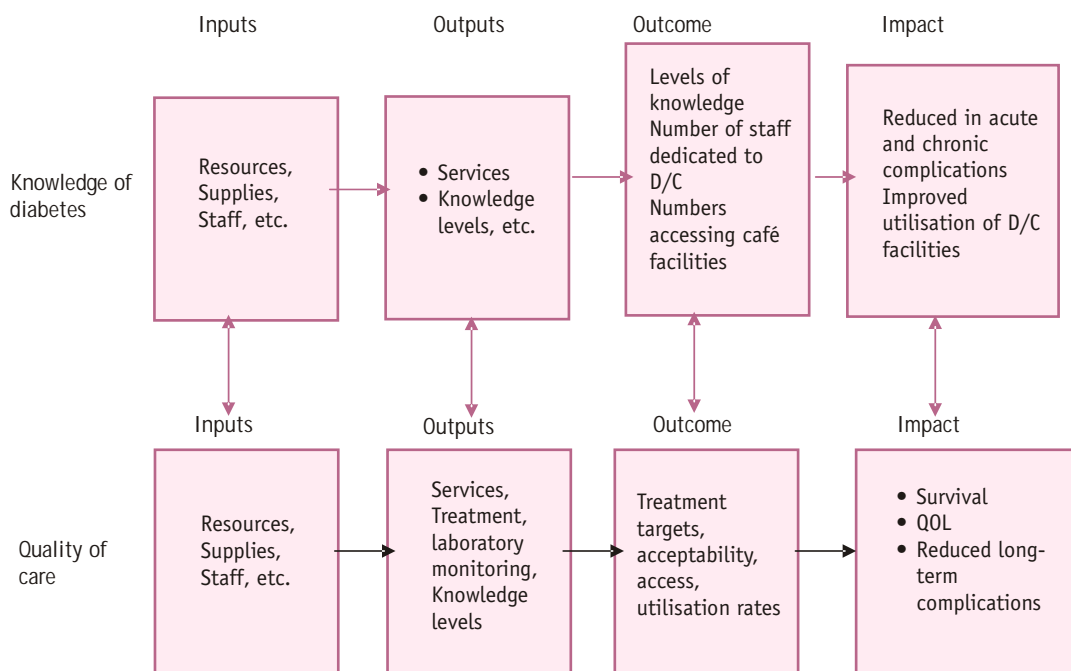 Inputs
Outputs
Outcome
Impact
Knowledge of
diabetes
Resources,
Supplies,
Staff, etc.
• Services
• Knowledge
levels, etc.
Levels of
knowledge
Number of staff
dedicated to
D/C
Numbers
accessing café
facilities
Reduced in acute
and chronic
complications
Improved
utilisation of D/C
facilities
Inputs
Outputs
Outcome
Impact
Quality of
care
Resources,
Supplies,
Staff, etc.
Services,
Treatment,
laboratory
monitoring,
Knowledge
levels
Treatment
targets,
acceptability,
access,
utilisation rates
• Survival
• QOL
• Reduced long-
term
complications